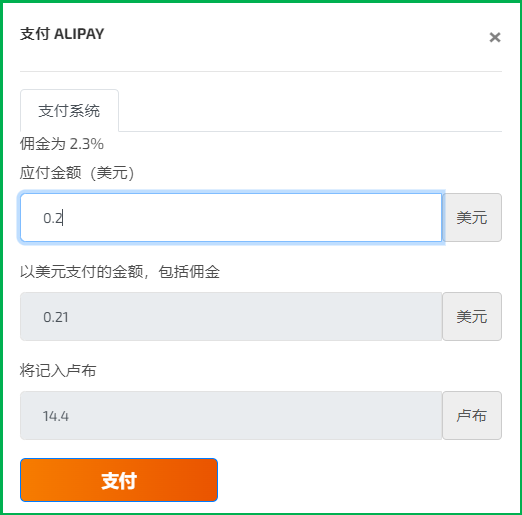 支付 ALIPAY
×
支付系统
佣金为 2.3%
应付金额（美元）
0.2 美元
以美元支付的金额，包括佣金
0.21 美元
将记入卢布
14.4 卢布
支付